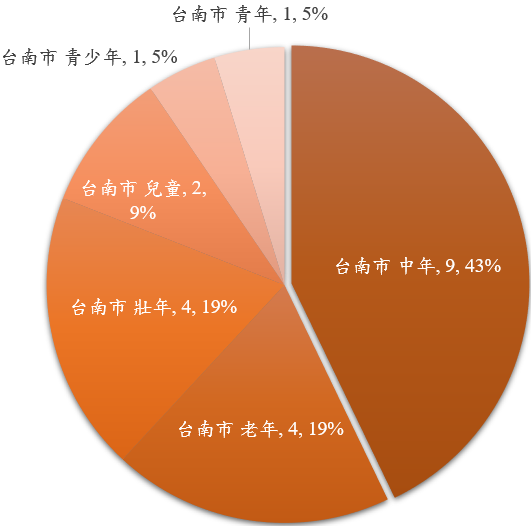 台南市 青年, 1, 5%
台南市 青少年, 1, 5%
台南市 兒童, 2,
9%
台南市 中年, 9, 43%
台南市 壯年, 4, 19%
台南市 老年, 4, 19%